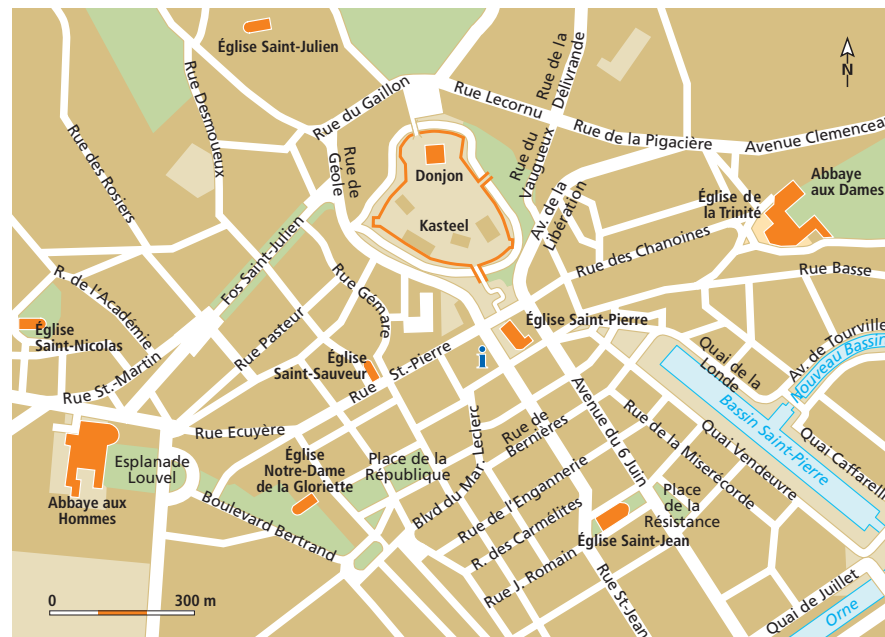 Église Saint-Julien
N
Rue Desmoueux
Rue du Gaillon
Rue Lecornu
Rue de la
Délivrande
Rue de la Pigacière
Avenue Clemenceau
Rue des Rosiers
Rue de
Géole
Donjon
Kasteel
Rue du
Vaugueux
Av. de la
Libération
Abbaye
aux Dames
Église de
la Trinité
Rue des Chanoines
Rue Basse
Fos Saint-Julien
R. de l'Académie
Rue Gémare
Église
Saint-Nicolas
Rue Pasteur
Église Saint-Pierre
Rue St.-Martin
Église
Saint-Sauveur
Rue St.-Pierre
i
Quai de la
Londe
Av. de Tourville
Nouveau Bassin
Bassin Saint-Pierre
Rue Ecuyère
Blvd du Mar Leclerc
Rue de
Bernières
Avenue du 6 Juin
Rue de la Miserécorde
Quai Vendeuvre
Quai Caffarelli
Esplanade
Louvel
Église
Notre-Dame
de la Gloriette
Place de la
République
Abbaye aux
Hommes
Boulevard Bertrand
Rue de l'Engannerie
R. des Carmélites
Rue J. Romain
Place
de la
Résistance
Église Saint-Jean
Rue St-Jean
Quai de Juillet
Orne
0 300 m